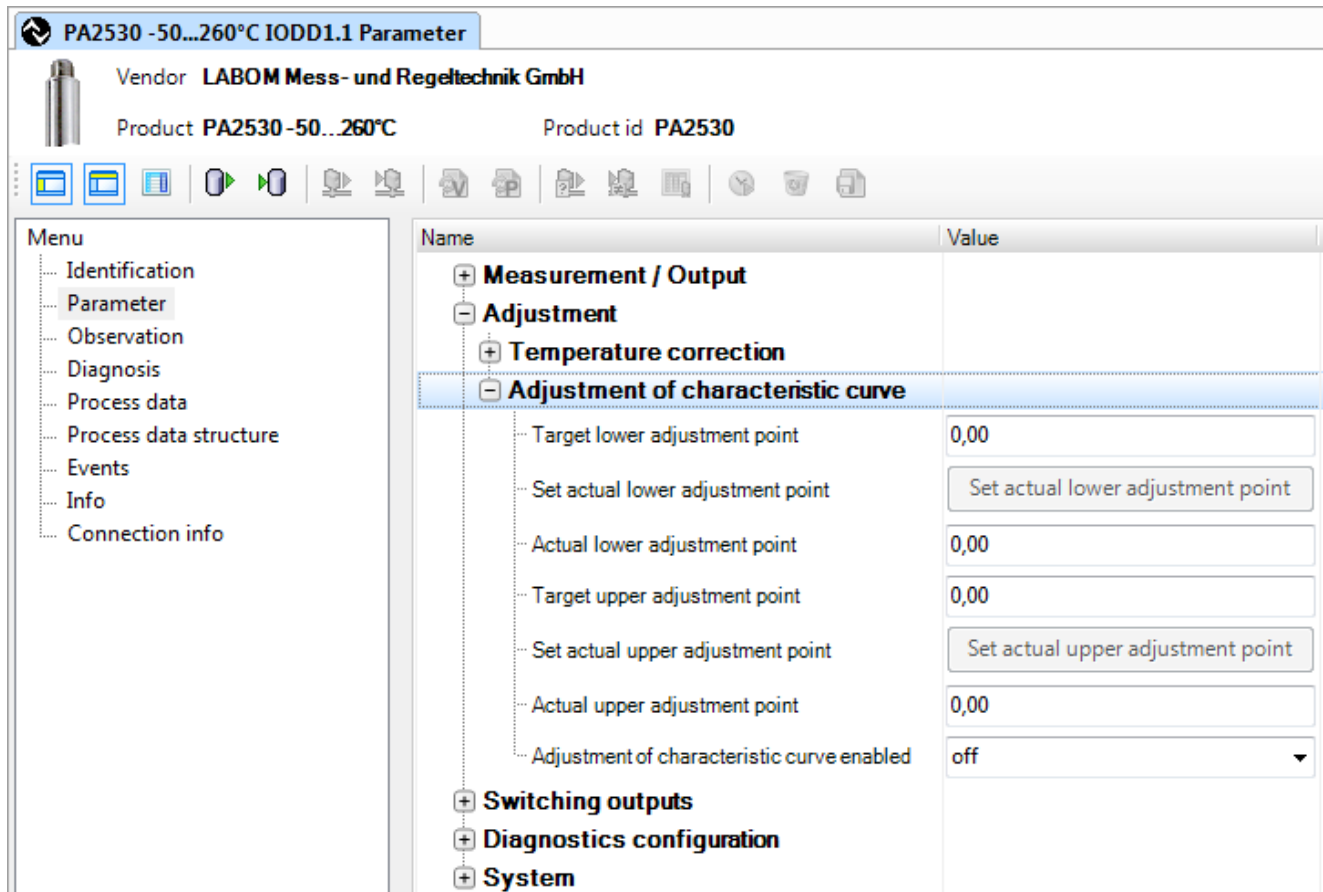 PA2530 -50...260°C IODD1.1 Parameter
Vendor LABOM Mess- und Regeltechnik GmbH
Product PA2530 -50...260°C Product id PA2530
Menu
Identification
Parameter
Observation
Diagnosis
Process data
Process data structure
Events
Info
Connection info
Name Value
Measurement / Output
Adjustment
Temperature correction
Adjustment of characteristic curve
Target lower adjustment point 0,00
Set actual lower adjustment point Set actual lower adjustment point
Actual lower adjustment point 0,00
Target upper adjustment point 0,00
Set actual upper adjustment point Set actual upper adjustment point
Actual upper adjustment point 0,00
Adjustment of characteristic curve enabled off
Switching outputs
Diagnostics configuration
System